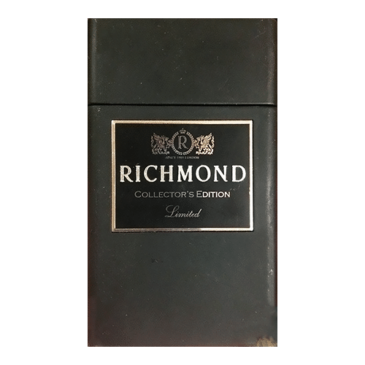 R
RICHMOND
COLLECTOR'S EDITION
Limited